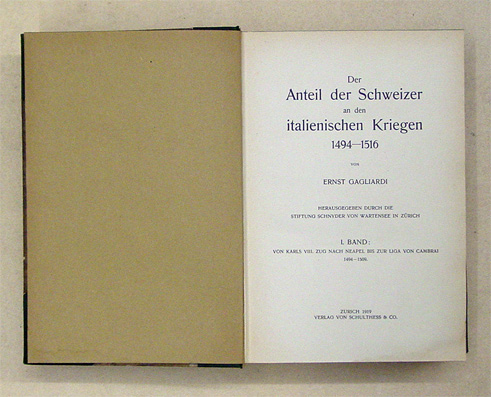 Der
Anteil der Schweizer
an den
italienischen Kriegen
1494—1516
VON
ERNST GAGLIARDI
HERAUSGEGEBEN DURCH DIE
STIFTUNG SCHNYDER VON WARTENSEE IN ZÜRICH
I. BAND:
VON KARLS VIII. ZUG NACH NEAPEL BIS ZUR LIGA VON CAMBRAI
1494—1509.
ZÜRICH 1919
VERLAG VON SCHULTHESS & CO.